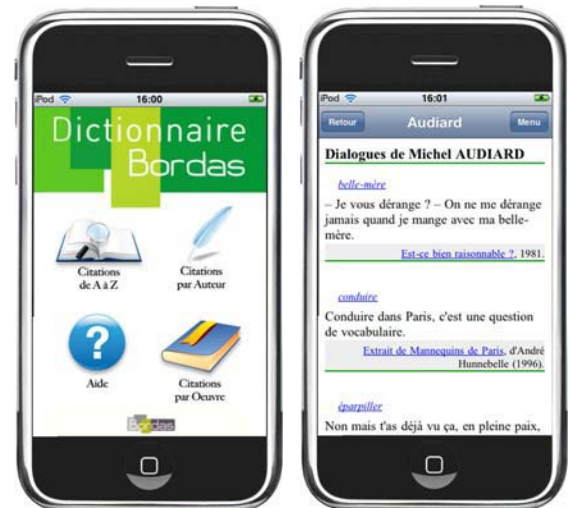 iPod 16:00
Dictionnaire
Bordas
Citations
de A à Z
Citations
par Auteur
Aide
Citations
par Oeuvre
Bordas
iPod 16:01
Retour Audiard Menu
Dialogues de Michel AUDIARD
belle-mère
– Je vous dérange ? – On ne me dérange
jamais quand je mange avec ma belle-
mère.
Est-ce bien raisonnable ?, 1981.
conduire
Conduire dans Paris, c'est une question
de vocabulaire.
Extrait de Mannequins de Paris, d'André
Hunnebelle (1996).
éparpiller
Non mais t'as déjà vu ça, en pleine paix,